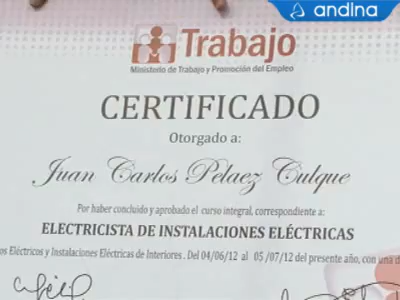 andina
Trabajo
Ministerio de Trabajo y Promoción del Empleo
CERTIFICADO
Otorgado a:
Juan Carlos Pelaez Culque
Por haber concluido y aprobado el curso integral, correspondiente a:
ELECTRICISTA DE INSTALACIONES ELÉCTRICAS
os Eléctricos y Instalaciones Eléctricas de Interiores . Del 04/06/12 al 05/07/12 del presente año, con una d